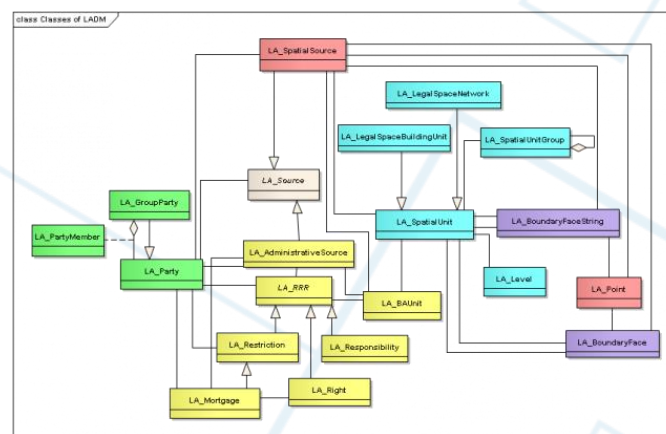 class Classes of LADM
LA_SpatialSource
LA_LegalSpaceNetwork
LA_LegalSpaceBuildingUnit
LA_SpatialUnitGroup
LA_Source
LA_GroupParty
LA_SpatialUnit
LA_BoundaryFaceString
LA_PartyMember
LA_AdministrativeSource
LA_Party
LA_Level
LA_RRR
LA_Point
LA_BAUnit
LA_Restriction
LA_Responsibility
LA_BoundaryFace
LA_Right
LA_Mortgage